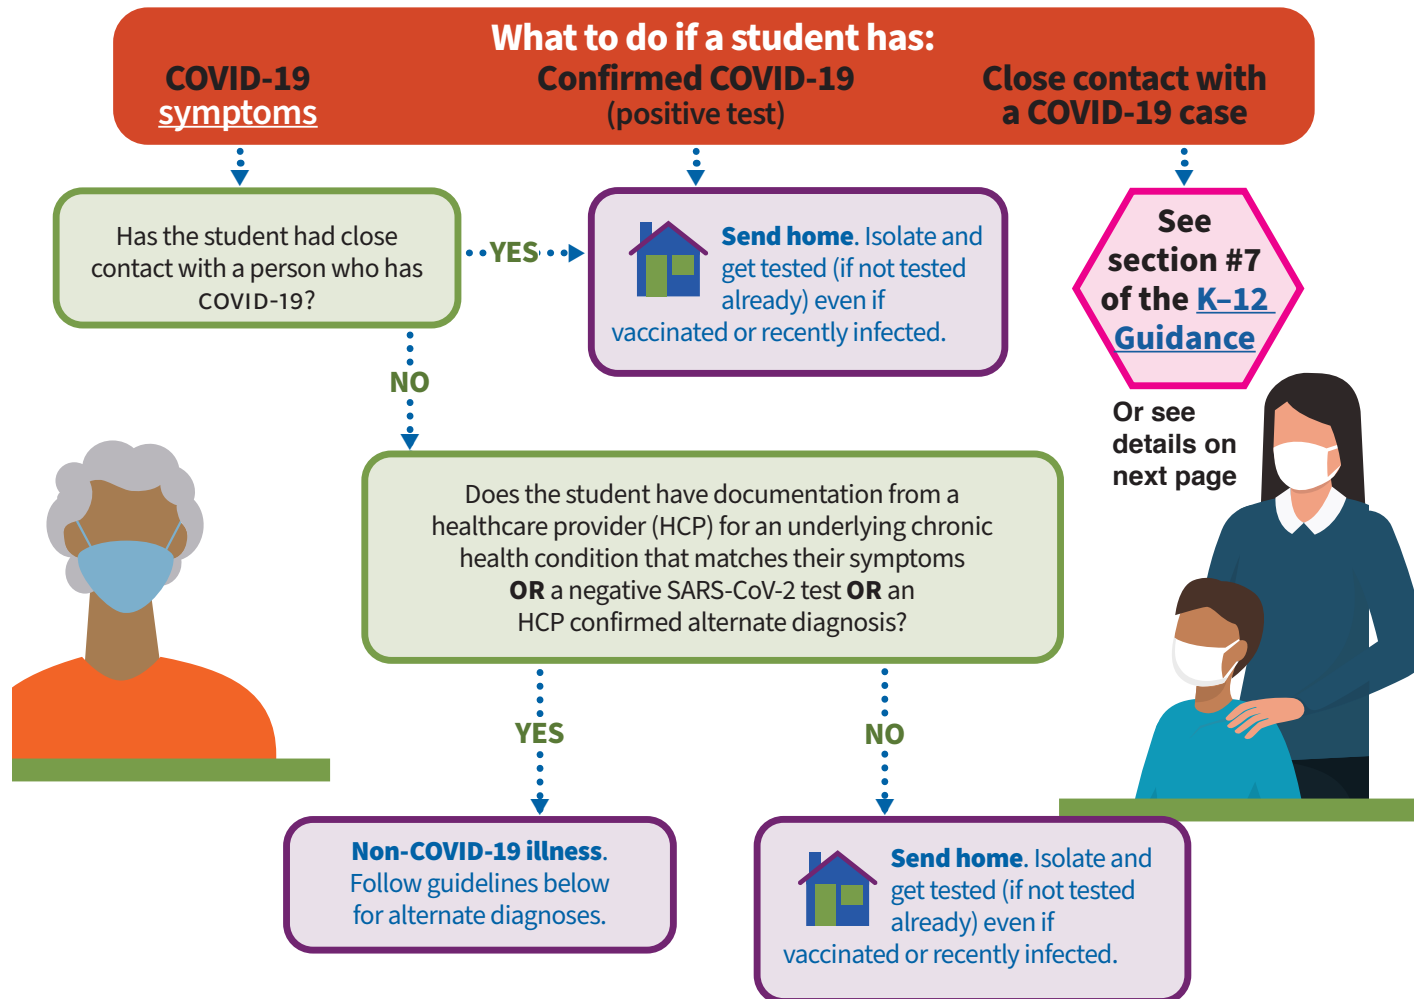 What to do if a student has:
COVID-19
symptoms
Confirmed COVID-19
(positive test)
Close contact with
a COVID-19 case
Has the student had close
contact with a person who has
COVID-19?
YES
Send home. Isolate and
get tested (if not tested
already) even if
vaccinated or recently infected.
See
section #7
of the K–12
Guidance
Or see
details on
next page
NO
Does the student have documentation from a
healthcare provider (HCP) for an underlying chronic
health condition that matches their symptoms
OR a negative SARS-CoV-2 test OR an
HCP confirmed alternate diagnosis?
YES
NO
Non-COVID-19 illness.
Follow guidelines below
for alternate diagnoses.
Send home. Isolate and
get tested (if not tested
already) even if
vaccinated or recently infected.